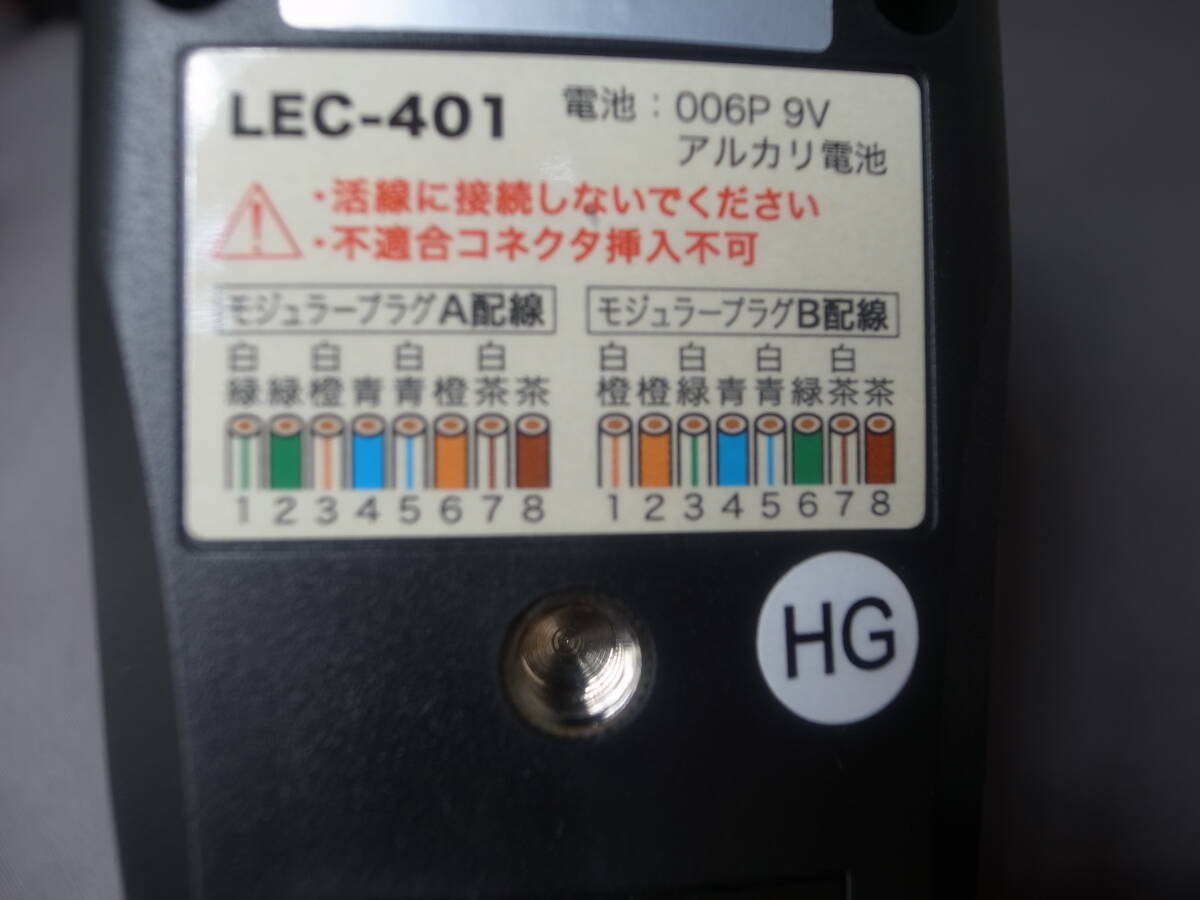 LEC-401
電池：006P 9V
アルカリ電池
・活線に接続しないでください
・不適合コネクタ挿入不可
モジュラープラグA配線
白 白 白 白
緑 緑 橙 青 青 橙 茶 茶
1 2 3 4 5 6 7 8
モジュラープラグB配線
白 白 白 白
橙 橙 緑 青 青 緑 茶 茶
1 2 3 4 5 6 7 8
HG